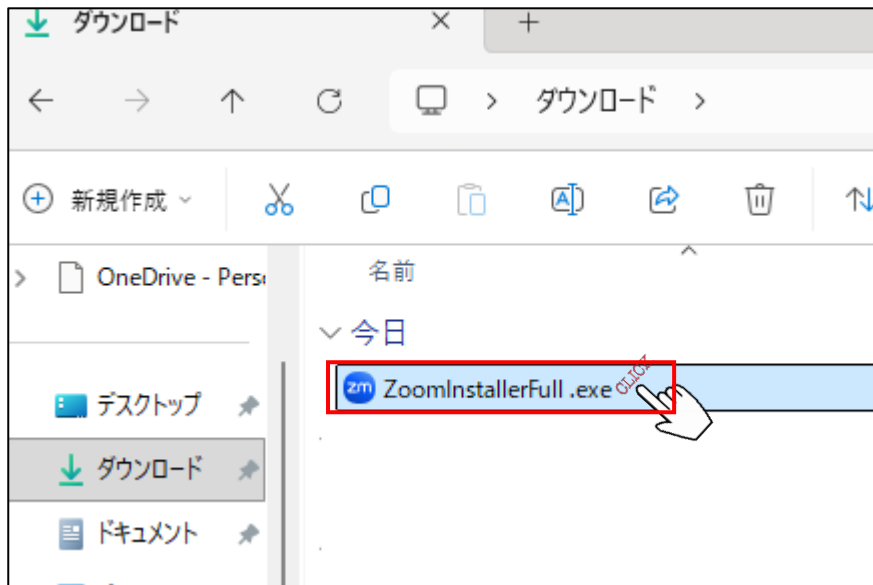 ダウンロード
ダウンロード
新規作成
OneDrive - Pers
名前
今日
zm ZoomInstallerFull .exe CLICK
デスクトップ
ダウンロード
ドキュメント